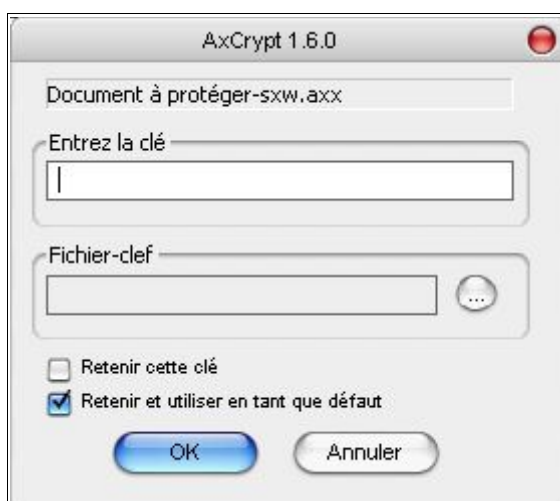 AxCrypt 1.6.0
Document à protéger-sxw.axx
Entrez la clé
Fichier-clef
...
Retenir cette clé
Retenir et utiliser en tant que défaut
OK Annuler